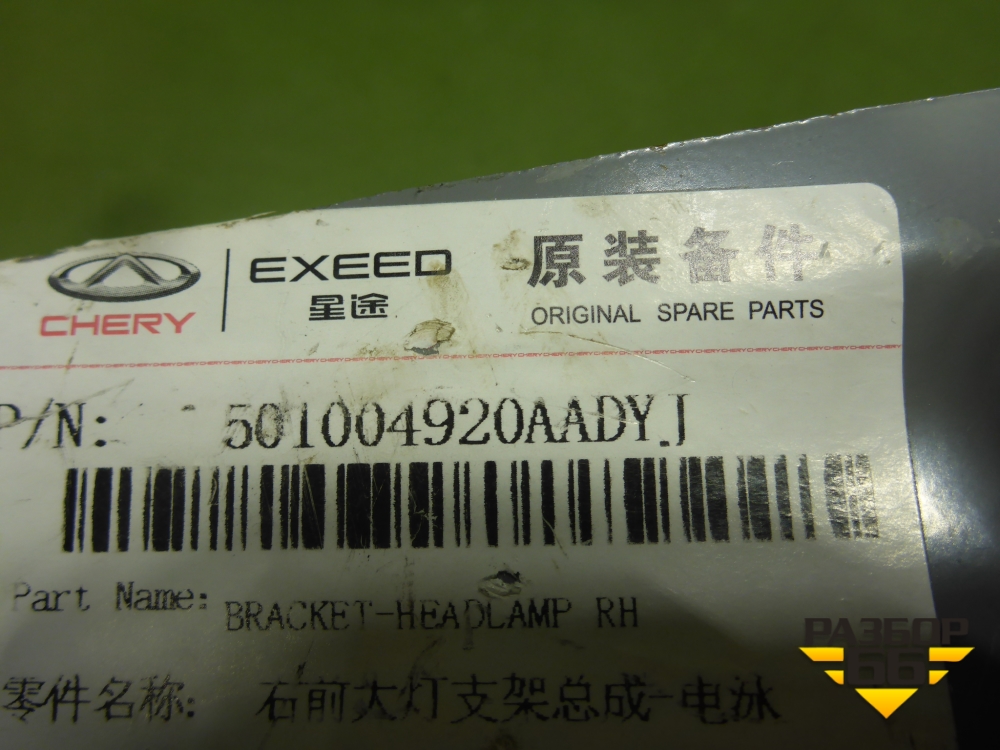 CHERY
EXEED
星途
原装备件
ORIGINAL SPARE PARTS
P/N: 501004920AADYJ
Part Name: BRACKET-HEADLAMP RH
零件名称: 右前大灯支架总成-电泳
РАЗБОР
66